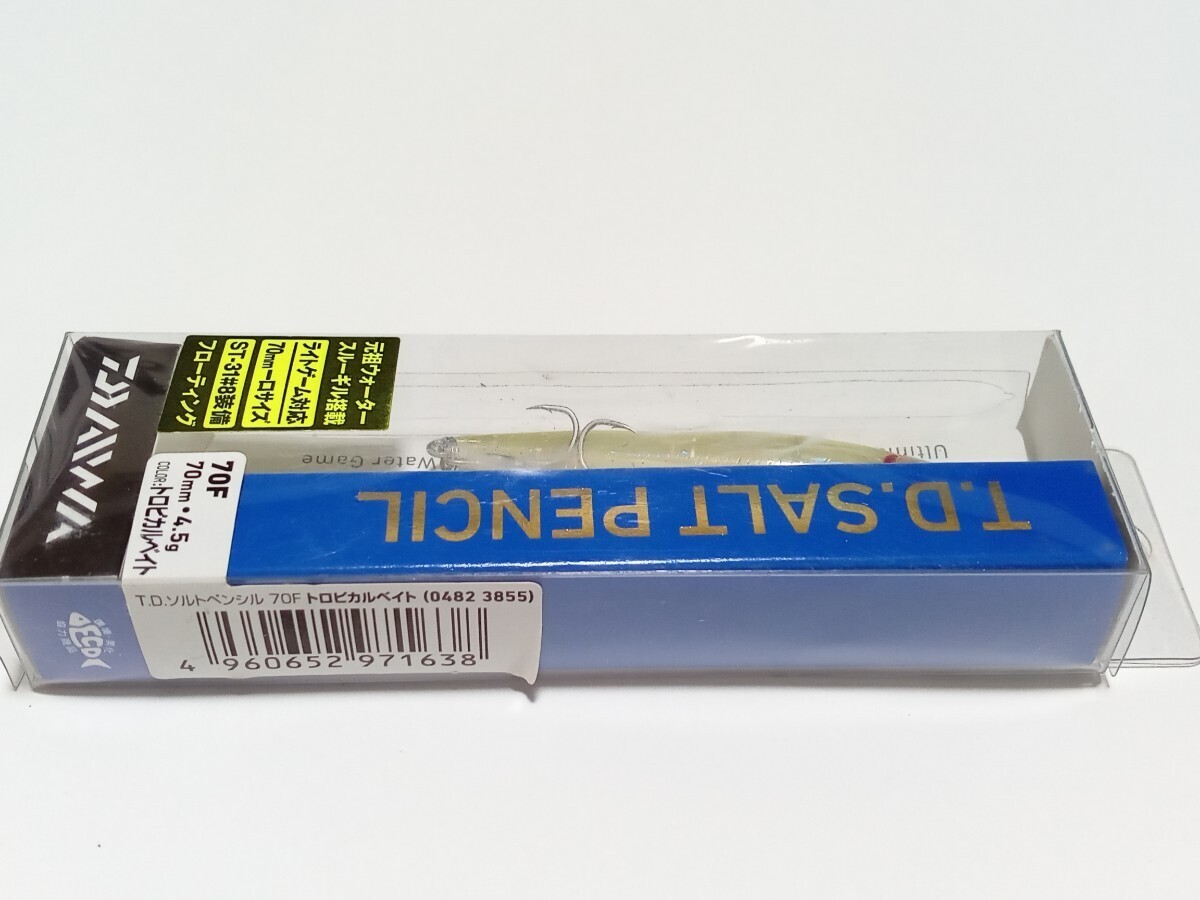 DAIWA
元祖ウォーター
スルーギル搭載
ライトゲーム対応
70mm一口サイズ
ST-31#8装備
フローティング
Water Game
Ultim
T.D.SALT PENCIL
70F
70mm・4.5g
COLOR:トロピカルベイト
T.D.ソルトペンシル 70F トロピカルベイト (0482 3855)
4 960652 971638